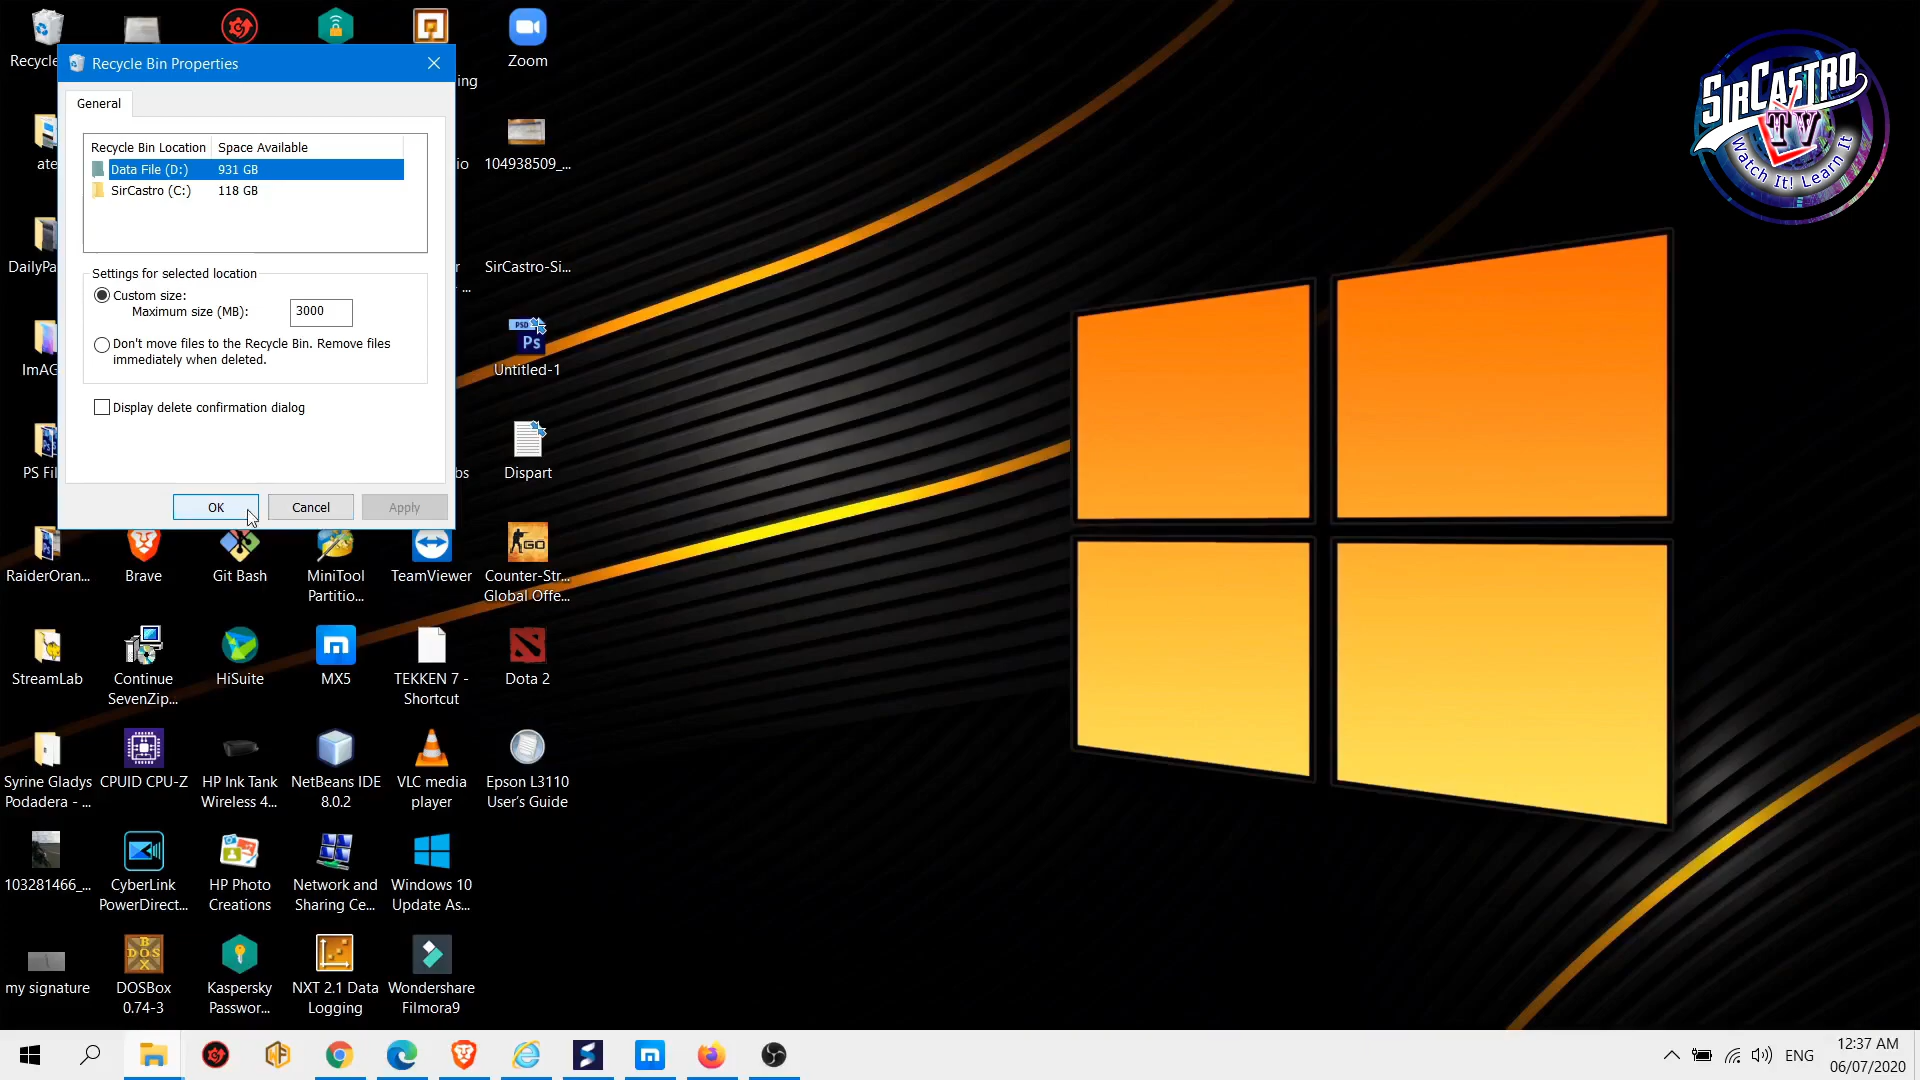 Recycle
ing
Zoom
Recycle Bin Properties
General
Recycle Bin Location
Space Available
Data File (D:)
931 GB
SirCastro (C:)
118 GB
Settings for selected location
Custom size:
Maximum size (MB):
3000
Don't move files to the Recycle Bin. Remove files
immediately when deleted.
Display delete confirmation dialog
OK
Cancel
Apply
SIRCASTRO
TV
Watch It! Learn It
ate
io
104938509_...
DailyPa
r
...
SirCastro-Si...
ImAG
PSD
Ps
Untitled-1
PS Fil
bs
Dispart
RaiderOran...
Brave
Git Bash
MiniTool
Partitio...
TeamViewer
GO
Counter-Str...
Global Offe...
StreamLab
Continue
SevenZip...
HiSuite
MX5
TEKKEN 7 -
Shortcut
Dota 2
Syrine Gladys
Podadera - ...
CPUID CPU-Z
HP Ink Tank
Wireless 4...
NetBeans IDE
8.0.2
VLC media
player
Epson L3110
User's Guide
103281466_...
CyberLink
PowerDirect...
HP Photo
Creations
Network and
Sharing Ce...
Windows 10
Update As...
my signature
DOSBox
0.74-3
Kaspersky
Passwor...
NXT 2.1 Data
Logging
Wondershare
Filmora9
ENG
12:37 AM
06/07/2020